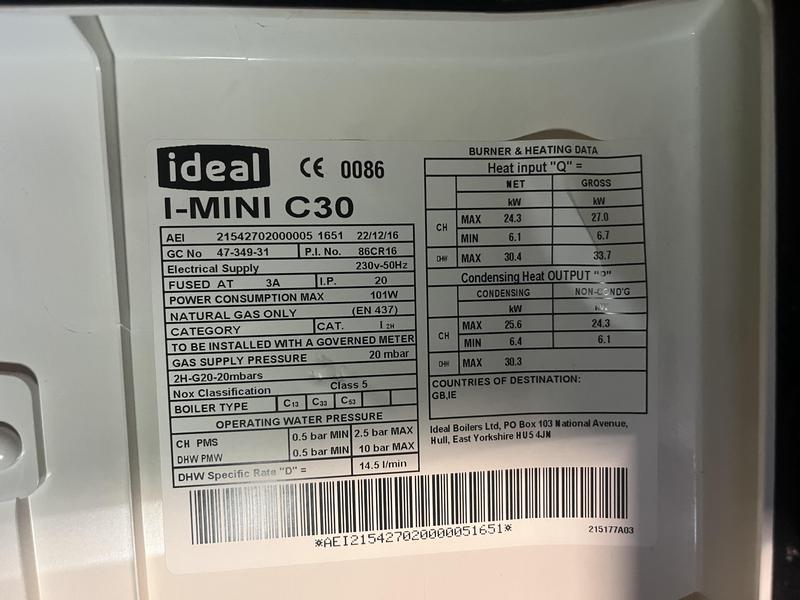 ideal CE 0086
I-MINI C30
AEI 21542702000005 1651 22/12/16
GC No 47-349-31 P.I. No. 86CR16
Electrical Supply 230v-50Hz
FUSED AT 3A I.P. 20
POWER CONSUMPTION MAX 101W
NATURAL GAS ONLY (EN 437)
CATEGORY CAT. I 2H
TO BE INSTALLED WITH A GOVERNED METER
GAS SUPPLY PRESSURE 20 mbar
2H-G20-20mbars
Nox Classification Class 5
BOILER TYPE C13 C33 C53
OPERATING WATER PRESSURE
CH PMS 0.5 bar MIN 2.5 bar MAX
DHW PMW 0.5 bar MIN 10 bar MAX
DHW Specific Rate "D" = 14.5 l/min
BURNER & HEATING DATA
Heat input "Q" =
NET GROSS
kW kW
CH MAX 24.3 27.0
MIN 6.1 6.7
DHW MAX 30.4 33.7
Condensing Heat OUTPUT "P"
CONDENSING NON-COND'G
kW kW
CH MAX 25.6 24.3
MIN 6.4 6.1
DHW MAX 30.3
COUNTRIES OF DESTINATION:
GB,IE
Ideal Boilers Ltd, PO Box 103 National Avenue,
Hull, East Yorkshire HU5 4JN
*AEI215427020000051651*
215177A03